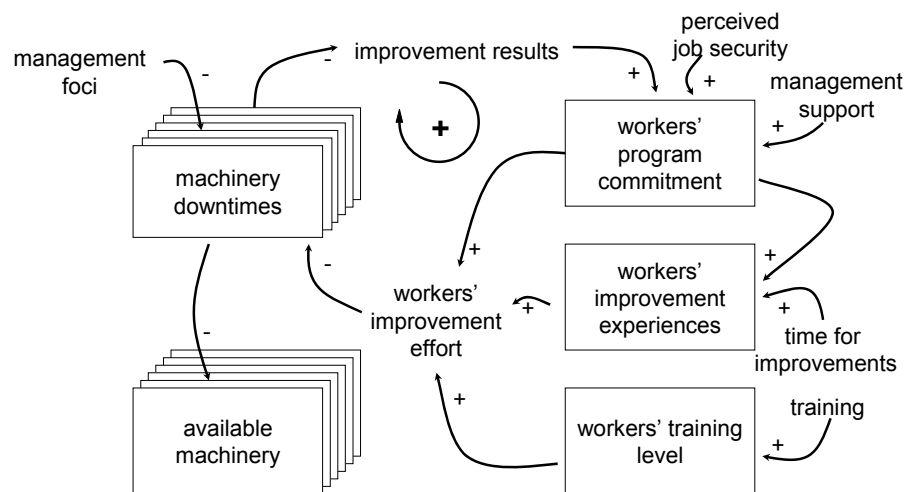 management
foci
-
-
improvement results
+
perceived
job security
+
management
support
+
+
workers'
program
commitment
machinery
downtimes
+
-
+
-
workers'
improvement
effort
+
workers'
improvement
experiences
+
time for
improvements
+
available
machinery
workers' training
level
training
+